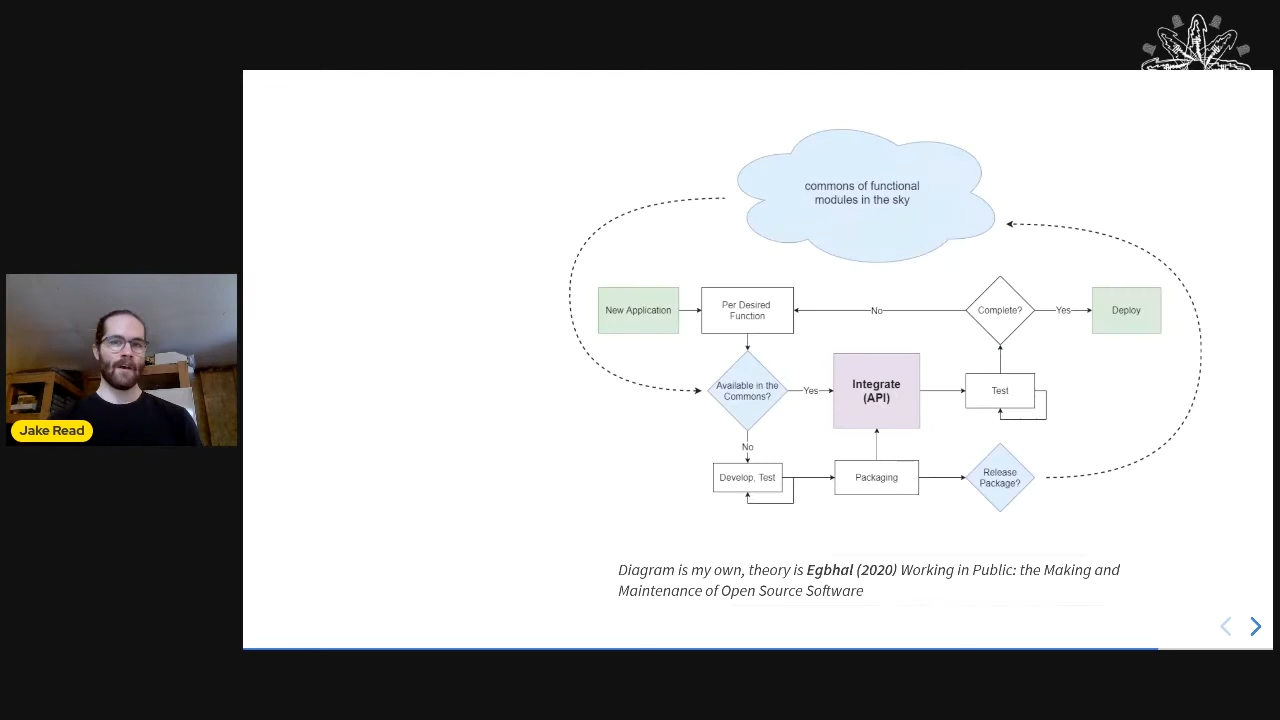 commons of functional
modules in the sky
New Application
Per Desired
Function
No
Complete?
Yes
Deploy
Available in the
Commons?
Yes
Integrate
(API)
Test
No
Develop, Test
Packaging
Release
Package?
Jake Read
Diagram is my own, theory is Egbhal (2020) Working in Public: the Making and
Maintenance of Open Source Software